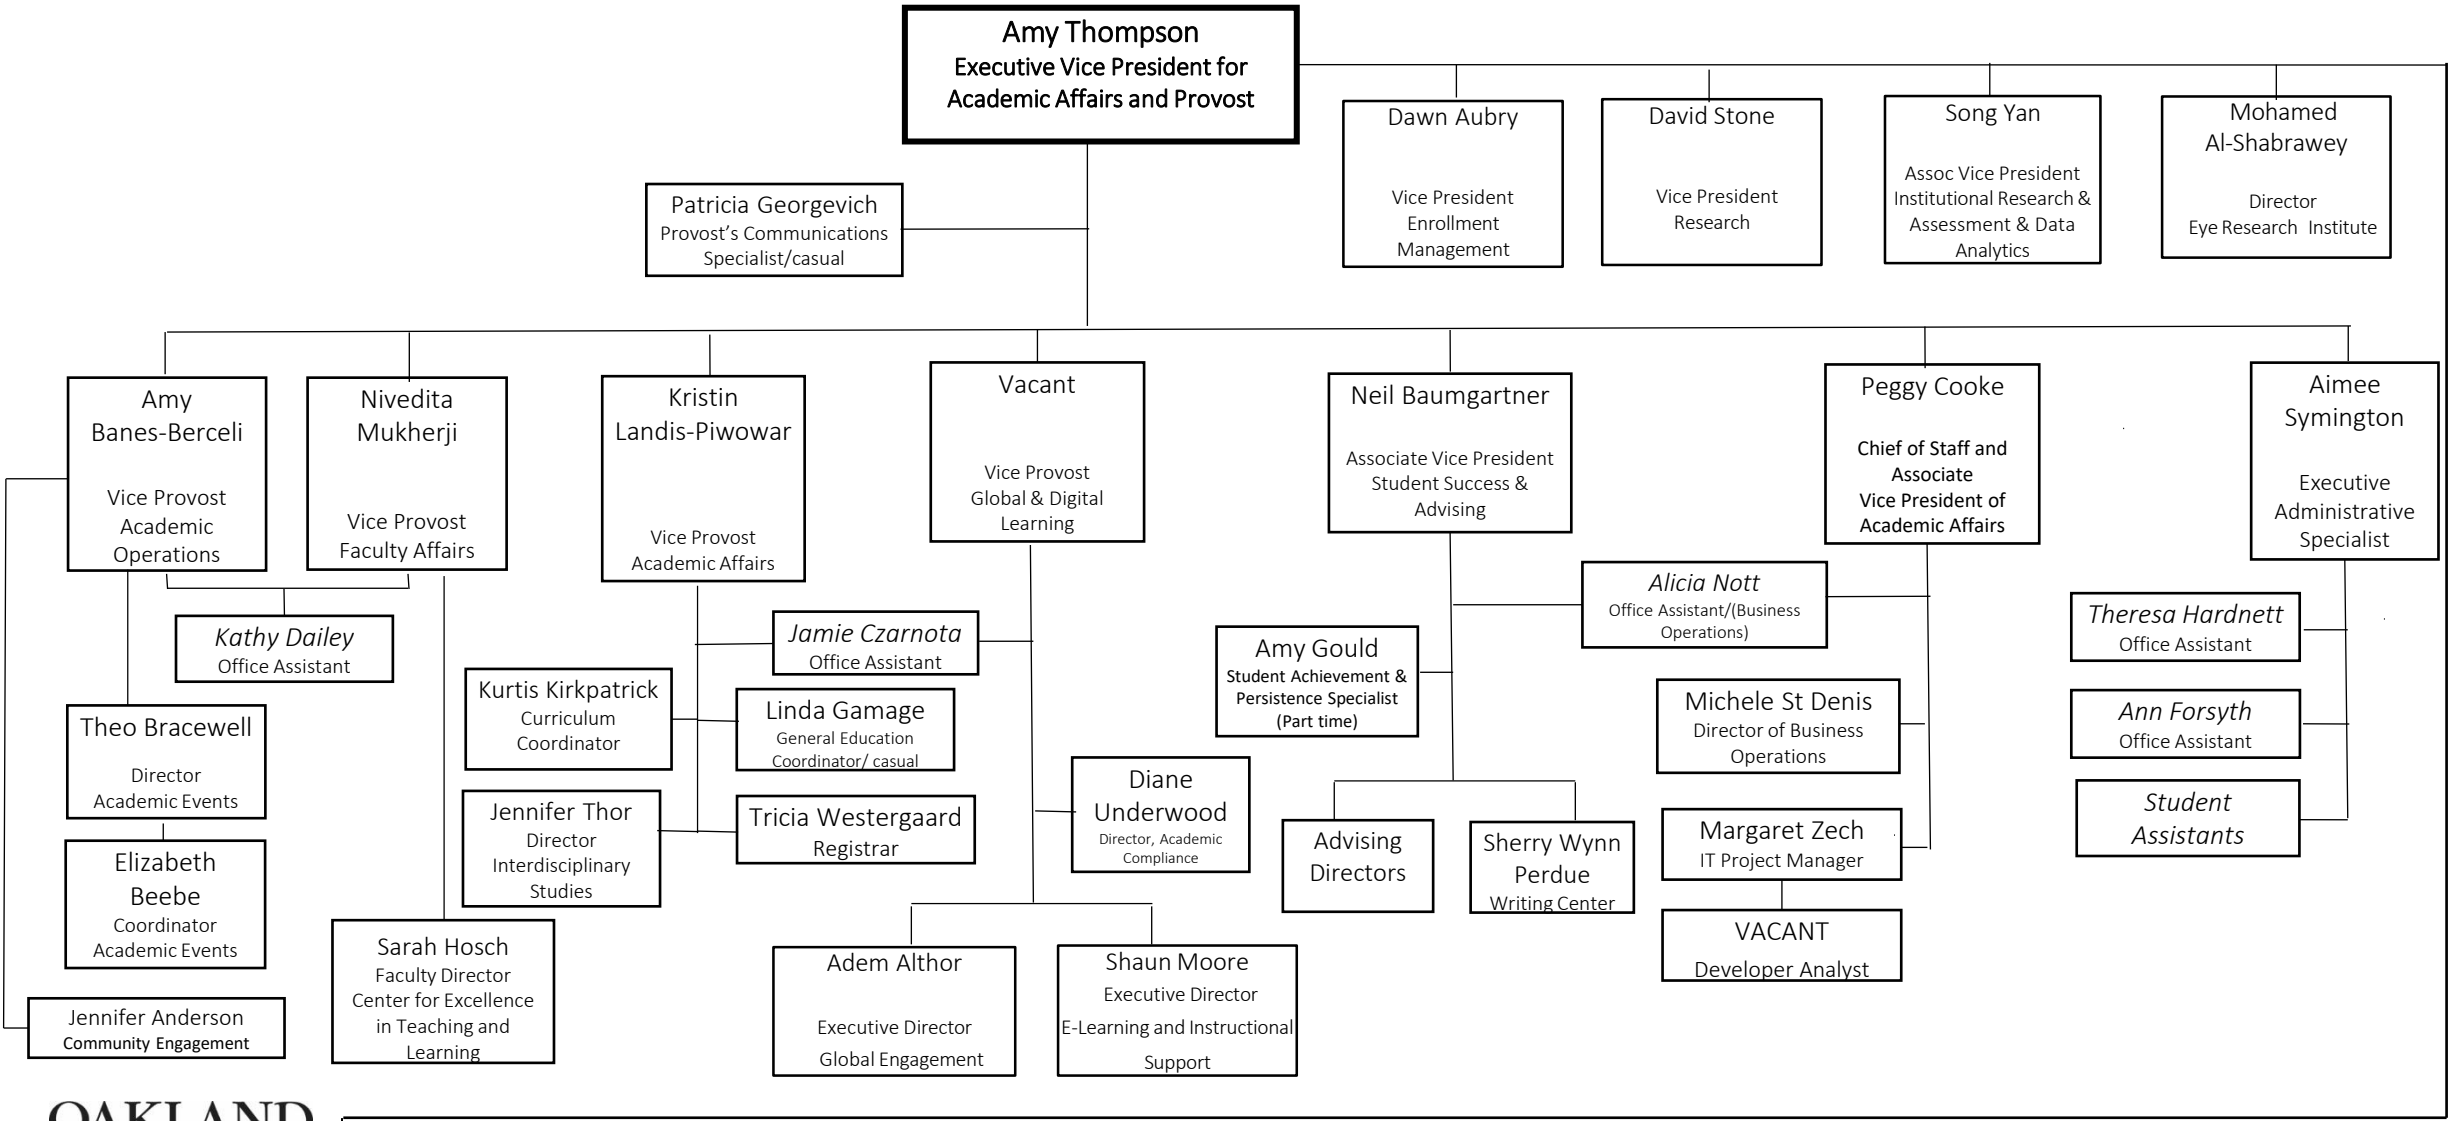 Amy Thompson
Executive Vice President for
Academic Affairs and Provost
Dawn Aubry
Vice President
Enrollment
Management
David Stone
Vice President
Research
Song Yan
Assoc Vice President
Institutional Research &
Assessment & Data
Analytics
Mohamed
Al-Shabrawey
Director
Eye Research Institute
Patricia Georgevich
Provost’s Communications
Specialist/casual
Amy
Banes-Berceli
Vice Provost
Academic
Operations
Nivedita
Mukherji
Vice Provost
Faculty Affairs
Kristin
Landis-Piwowar
Vice Provost
Academic Affairs
Vacant
Vice Provost
Global & Digital
Learning
Neil Baumgartner
Associate Vice President
Student Success &
Advising
Peggy Cooke
Chief of Staff and
Associate
Vice President of
Academic Affairs
Aimee
Symington
Executive
Administrative
Specialist
Kathy Dailey
Office Assistant
Jamie Czarnota
Office Assistant
Alicia Nott
Office Assistant/(Business
Operations)
Theresa Hardnett
Office Assistant
Amy Gould
Student Achievement &
Persistence Specialist
(Part time)
Kurtis Kirkpatrick
Curriculum
Coordinator
Linda Gamage
General Education
Coordinator/ casual
Michele St Denis
Director of Business
Operations
Ann Forsyth
Office Assistant
Theo Bracewell
Director
Academic Events
Diane
Underwood
Director, Academic
Compliance
Jennifer Thor
Director
Interdisciplinary
Studies
Tricia Westergaard
Registrar
Advising
Directors
Sherry Wynn
Perdue
Writing Center
Margaret Zech
IT Project Manager
Student
Assistants
Elizabeth
Beebe
Coordinator
Academic Events
VACANT
Developer Analyst
Sarah Hosch
Faculty Director
Center for Excellence
in Teaching and
Learning
Adem Althor
Executive Director
Global Engagement
Shaun Moore
Executive Director
E-Learning and Instructional
Support
Jennifer Anderson
Community Engagement
OAKLAND